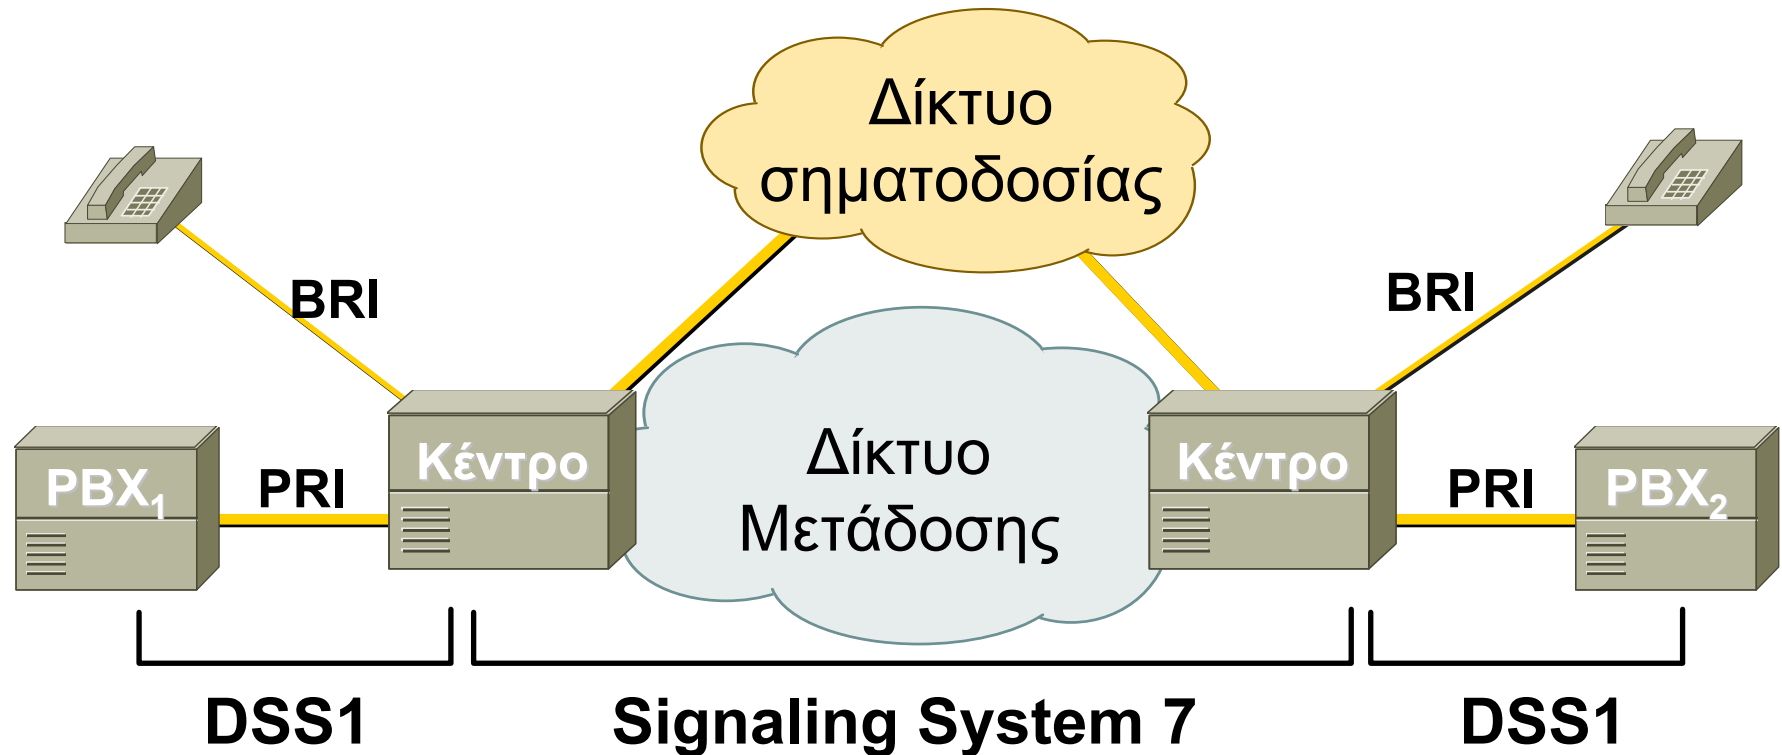 Δίκτυο
σηματοδοσίας
BRI
BRI
Κέντρο
Κέντρο
Δίκτυο
Μετάδοσης
PBX1
PRI
PRI
PBX2
DSS1
Signaling System 7
DSS1